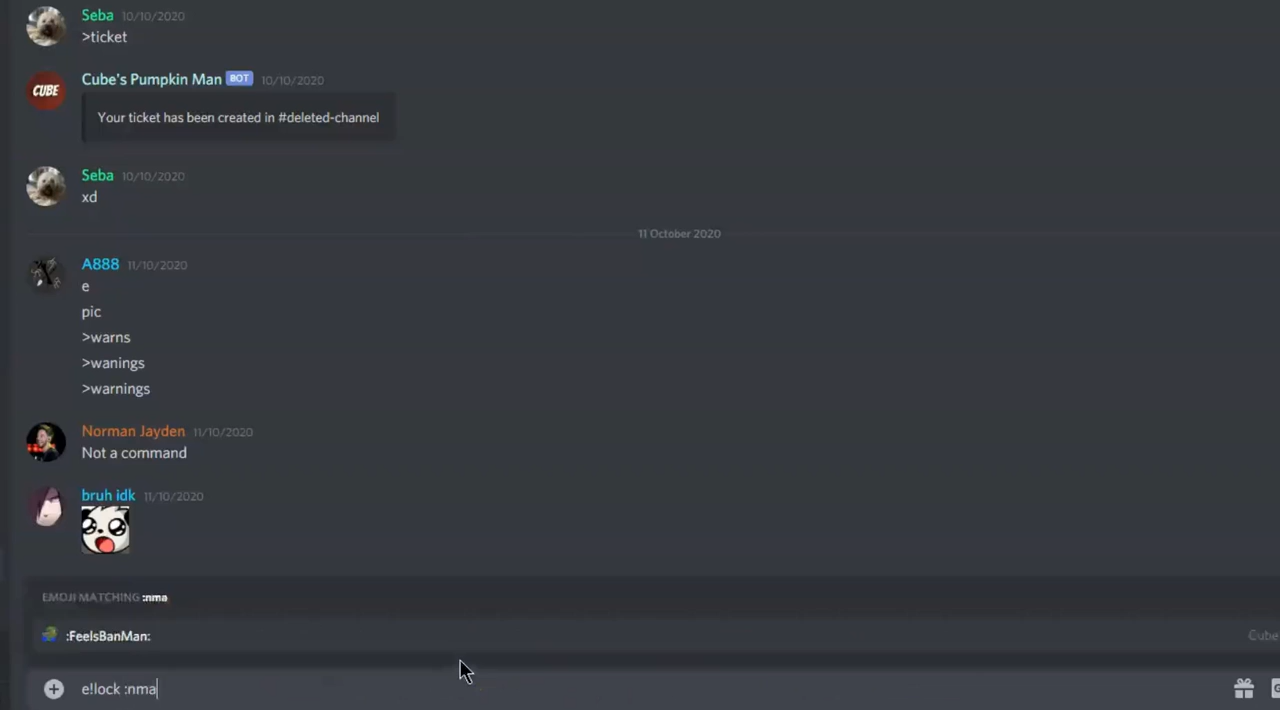 Seba 10/10/2020
>ticket
Cube's Pumpkin Man BOT 10/10/2020
CUBE
Your ticket has been created in #deleted-channel
Seba 10/10/2020
xd
11 October 2020
A888 11/10/2020
e
pic
>warns
>wanings
>warnings
Norman Jayden 11/10/2020
Not a command
bruh idk 11/10/2020
EMOJI MATCHING :nma
:FeelsBanMan: Cube
e!lock :nma